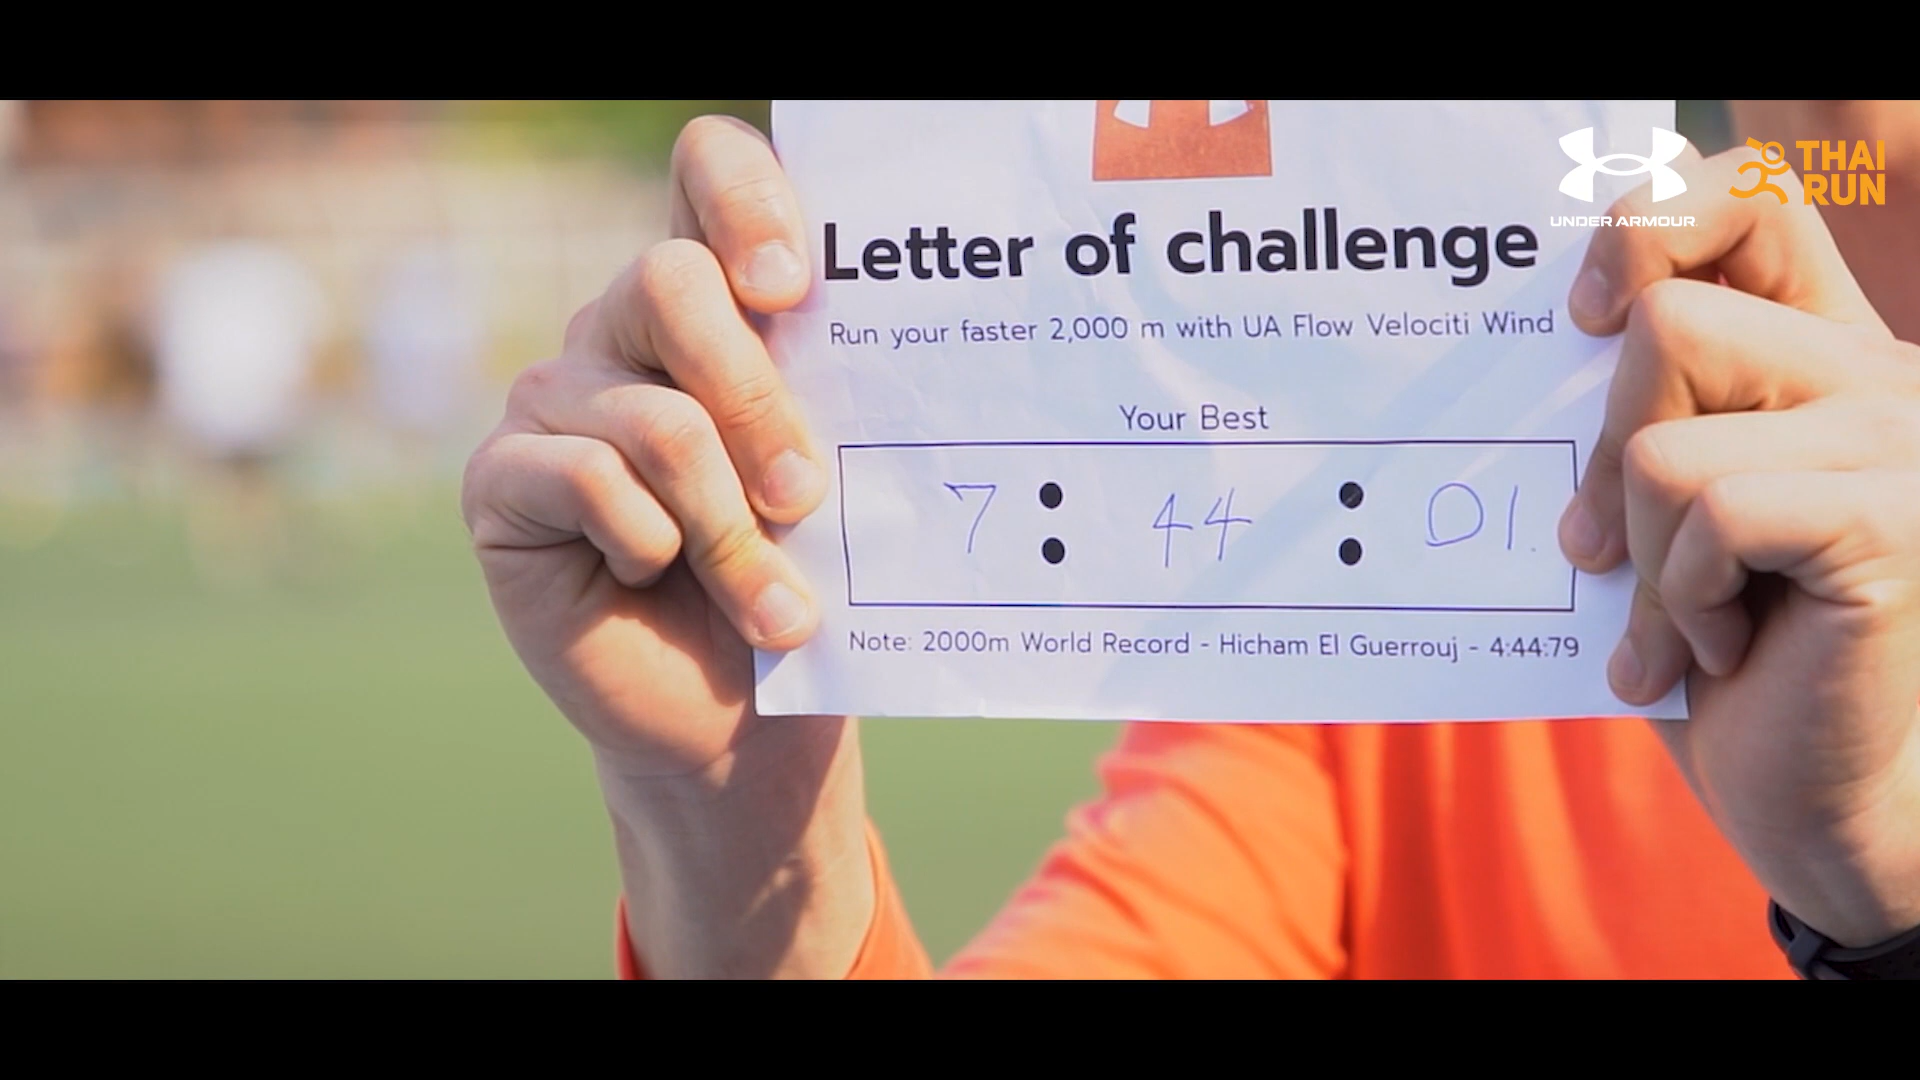 UNDER ARMOUR
THAI
RUN
Letter of challenge
Run your faster 2,000 m with UA Flow Velociti Wind
Your Best
7 : 44 : 01.
Note: 2000m World Record - Hicham El Guerrouj - 4:44:79